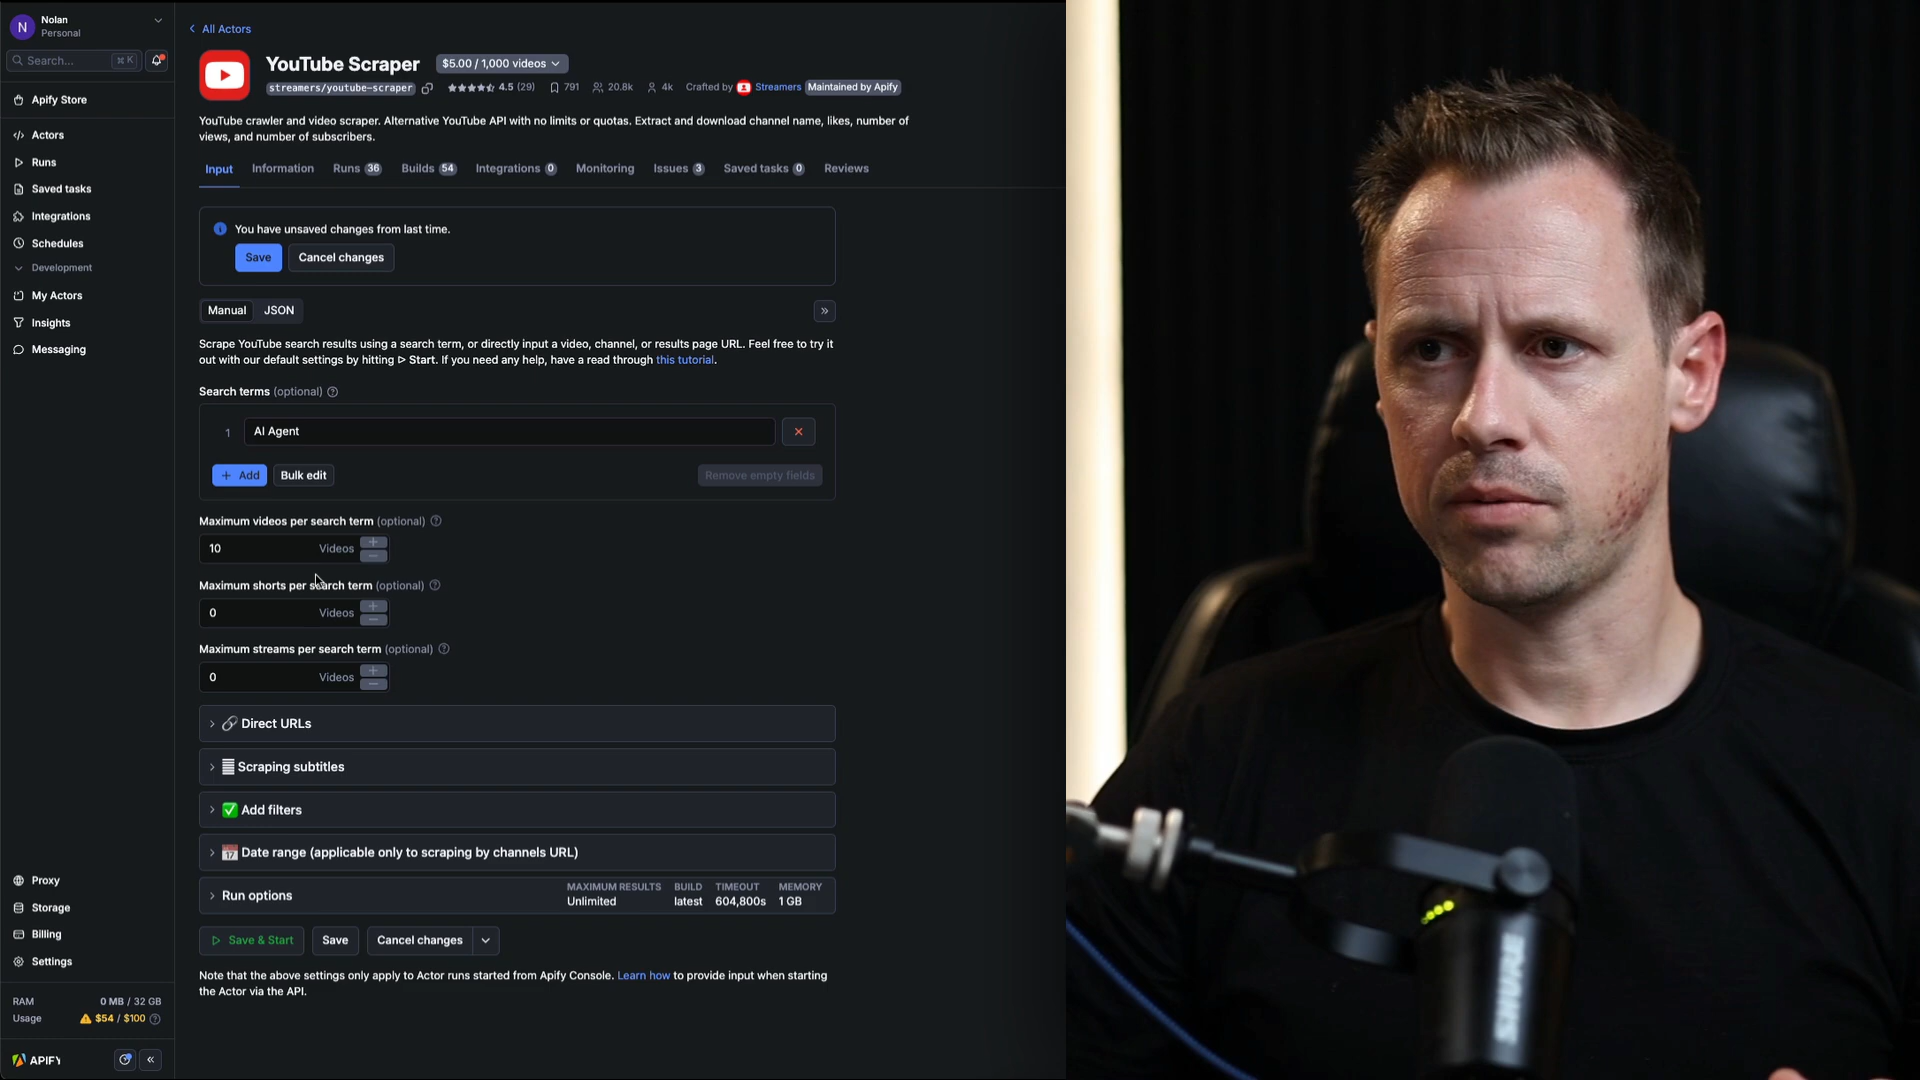 N
Nolan
Personal
Search...
⌘ K
Apify Store
Actors
Runs
Saved tasks
Integrations
Schedules
Development
My Actors
Insights
Messaging
Proxy
Storage
Billing
Settings
RAM
0 MB / 32 GB
Usage
$54 / $100
APIFY
All Actors
YouTube Scraper
$5.00 / 1,000 videos
streamers/youtube-scraper
4.5 (29)
791
20.8k
4k
Crafted by
Streamers
Maintained by Apify
YouTube crawler and video scraper. Alternative YouTube API with no limits or quotas. Extract and download channel name, likes, number of
views, and number of subscribers.
Input
Information
Runs 36
Builds 54
Integrations 0
Monitoring
Issues 3
Saved tasks 0
Reviews
You have unsaved changes from last time.
Save
Cancel changes
Manual
JSON
Scrape YouTube search results using a search term, or directly input a video, channel, or results page URL. Feel free to try it
out with our default settings by hitting ▷ Start. If you need any help, have a read through this tutorial.
Search terms (optional)
1
AI Agent
+ Add
Bulk edit
Remove empty fields
Maximum videos per search term (optional)
10
Videos
Maximum shorts per search term (optional)
0
Videos
Maximum streams per search term (optional)
0
Videos
Direct URLs
Scraping subtitles
Add filters
17
Date range (applicable only to scraping by channels URL)
Run options
MAXIMUM RESULTS
Unlimited
BUILD
latest
TIMEOUT
604,800s
MEMORY
1 GB
Save & Start
Save
Cancel changes
Note that the above settings only apply to Actor runs started from Apify Console. Learn how to provide input when starting
the Actor via the API.
SHURE